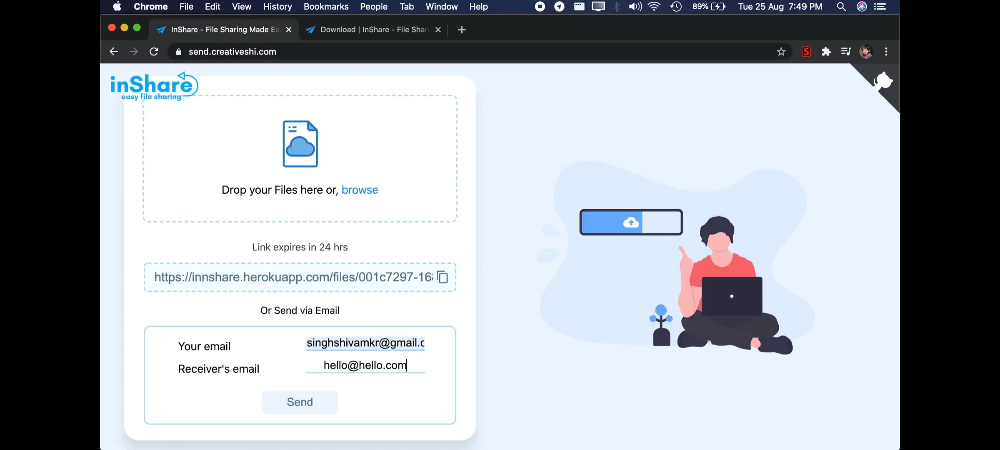 Chrome File Edit View History Bookmarks People Tab Window Help 89% Tue 25 Aug 7:49 PM
InShare - File Sharing Made Ea Download | InShare - File Shari
send.creativeshi.com
inShare
easy file sharing
Drop your Files here or, browse
Link expires in 24 hrs
https://innshare.herokuapp.com/files/001c7297-16
Or Send via Email
Your email singhshivamkr@gmail.c
Receiver's email hello@hello.com
Send